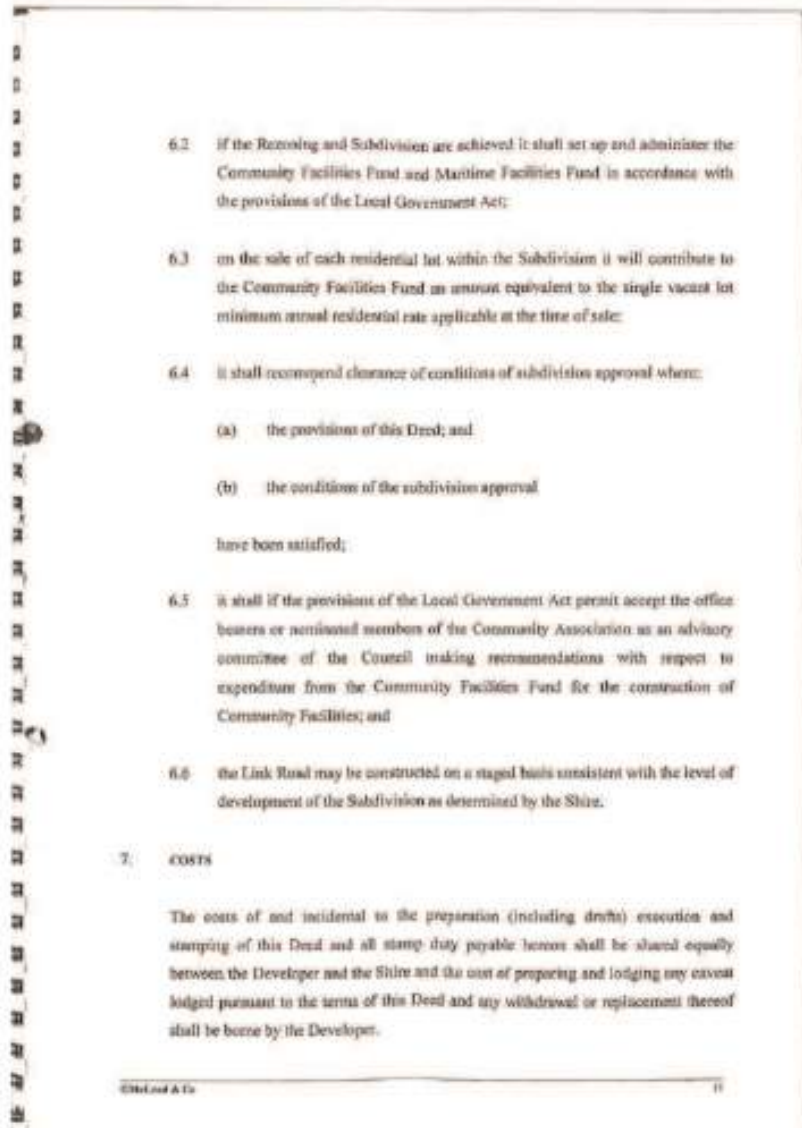 6.2 if the Rezoning and Subdivision are achieved it shall set up and administer the
Community Facilities Fund and Maritime Facilities Fund in accordance with
the provisions of the Local Government Act;
6.3 on the sale of each residential lot within the Subdivision it will contribute to
the Community Facilities Fund an amount equivalent to the single vacant lot
minimum annual residential rate applicable at the time of sale;
6.4 it shall recommend clearance of conditions of subdivision approval where:
(a) the provisions of this Deed; and
(b) the conditions of the subdivision approval
have been satisfied;
6.5 it shall if the provisions of the Local Government Act permit accept the office
bearers or nominated members of the Community Association as an advisory
committee of the Council making recommendations with respect to
expenditure from the Community Facilities Fund for the construction of
Community Facilities; and
6.6 the Link Road may be constructed on a staged basis consistent with the level of
development of the Subdivision as determined by the Shire.
7. COSTS
The costs of and incidental to the preparation (including drafts) execution and
stamping of this Deed and all stamp duty payable hereon shall be shared equally
between the Developer and the Shire and the cost of preparing and lodging any caveat
lodged pursuant to the terms of this Deed and any withdrawal or replacement thereof
shall be borne by the Developer.
©McLeod & Co